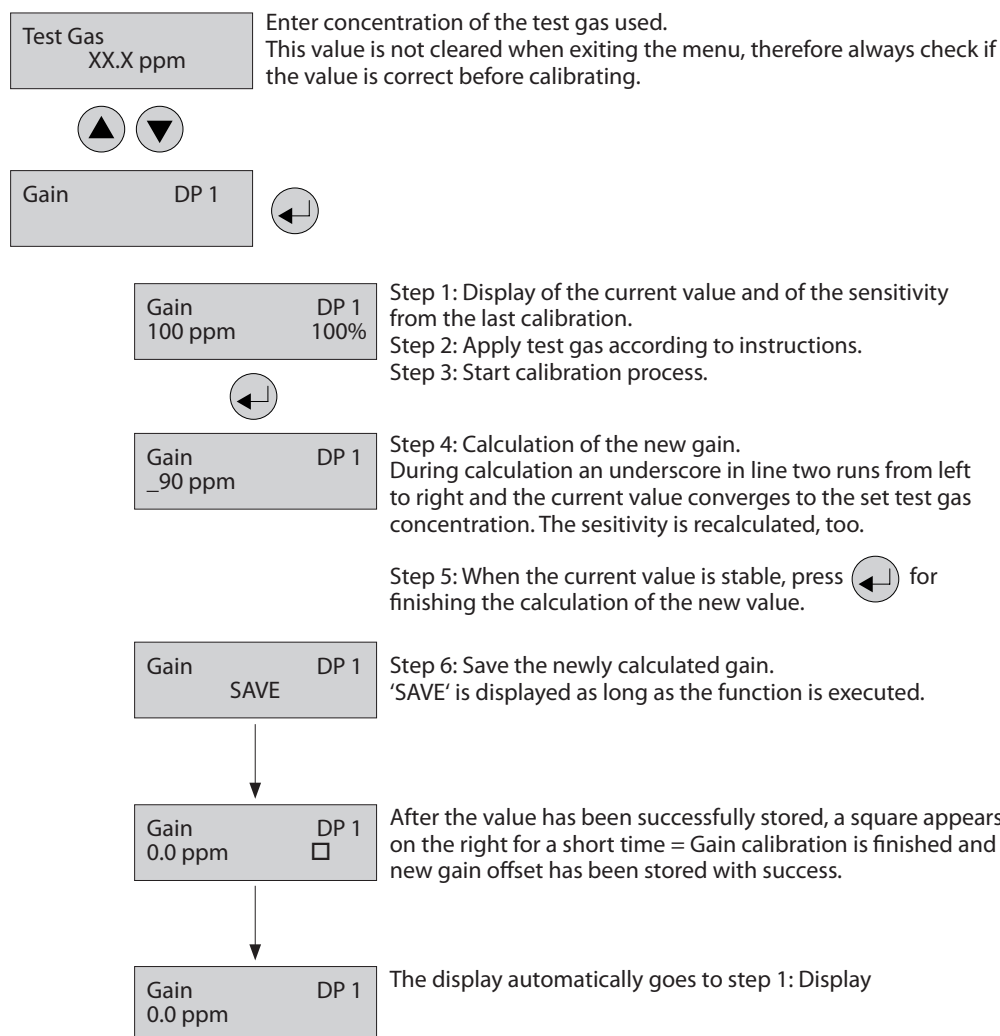 Test Gas
XX.X ppm
Enter concentration of the test gas used.
This value is not cleared when exiting the menu, therefore always check if
the value is correct before calibrating.
Gain DP 1
Gain DP 1
100 ppm 100%
Step 1: Display of the current value and of the sensitivity
from the last calibration.
Step 2: Apply test gas according to instructions.
Step 3: Start calibration process.
Gain DP 1
_90 ppm
Step 4: Calculation of the new gain.
During calculation an underscore in line two runs from left
to right and the current value converges to the set test gas
concentration. The sesitivity is recalculated, too.
Step 5: When the current value is stable, press for
finishing the calculation of the new value.
Gain DP 1
SAVE
Step 6: Save the newly calculated gain.
‘SAVE‘ is displayed as long as the function is executed.
Gain DP 1
0.0 ppm
After the value has been successfully stored, a square appears
on the right for a short time = Gain calibration is finished and
new gain offset has been stored with success.
Gain DP 1
0.0 ppm
The display automatically goes to step 1: Display